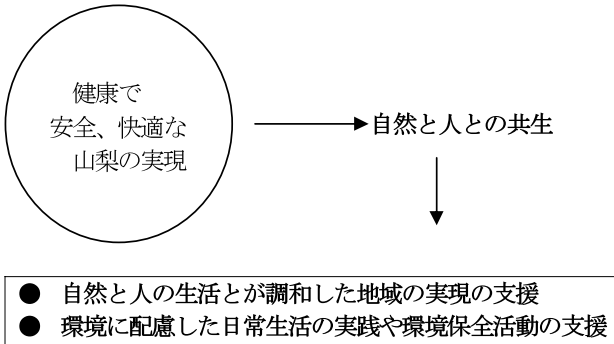 健康で
安全、快適な
山梨の実現
自然と人との共生
● 自然と人の生活とが調和した地域の実現の支援
● 環境に配慮した日常生活の実践や環境保全活動の支援